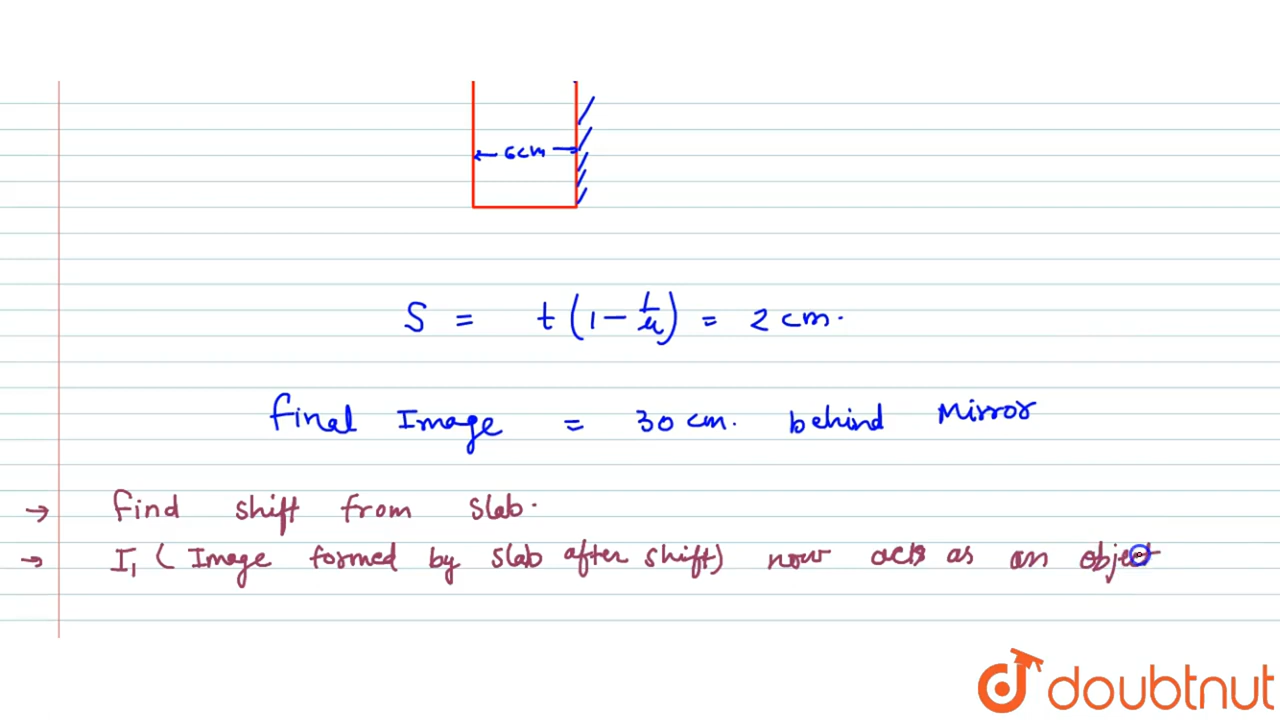 6cm
S = t(1 - 1/μ) = 2 cm.
final Image = 30 cm. behind Mirror
→ find shift from slab.
→ I₁ (Image formed by slab after shift) now acts as an object
doubtnut